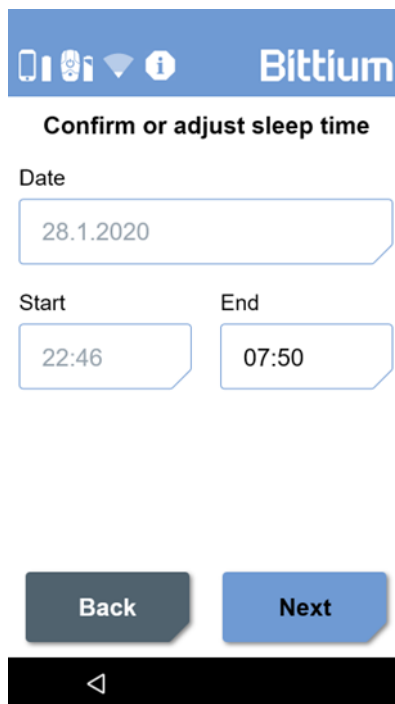 Bittium
Confirm or adjust sleep time
Date
28.1.2020
Start End
22:46 07:50
Back Next